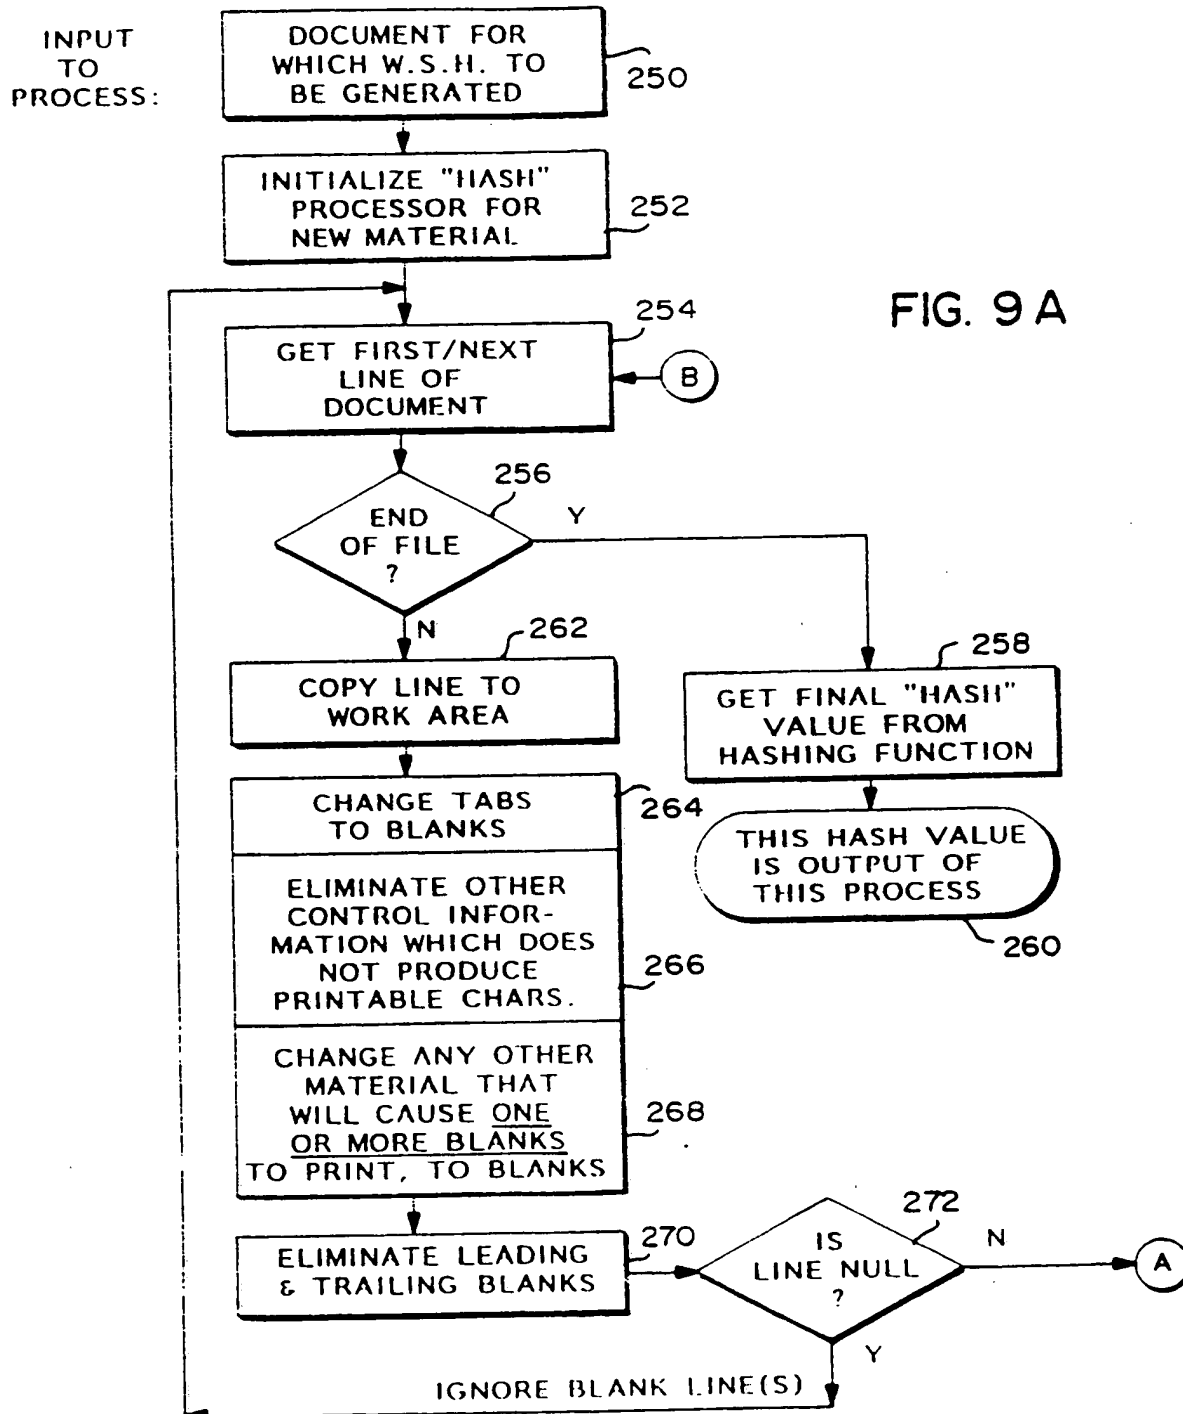 INPUT
TO
PROCESS:
DOCUMENT FOR
WHICH W.S.H. TO
BE GENERATED
250
INITIALIZE "HASH"
PROCESSOR FOR
NEW MATERIAL
252
FIG. 9A
254
GET FIRST/NEXT
LINE OF
DOCUMENT
B
256
END
OF FILE
?
Y
N
262
COPY LINE TO
WORK AREA
258
GET FINAL "HASH"
VALUE FROM
HASHING FUNCTION
CHANGE TABS
TO BLANKS
264
THIS HASH VALUE
IS OUTPUT OF
THIS PROCESS
260
ELIMINATE OTHER
CONTROL INFOR-
MATION WHICH DOES
NOT PRODUCE
PRINTABLE CHARS.
266
CHANGE ANY OTHER
MATERIAL THAT
WILL CAUSE ONE
OR MORE BLANKS
TO PRINT, TO BLANKS
268
ELIMINATE LEADING
& TRAILING BLANKS
270
272
IS
LINE NULL
?
N
A
Y
IGNORE BLANK LINE(S)